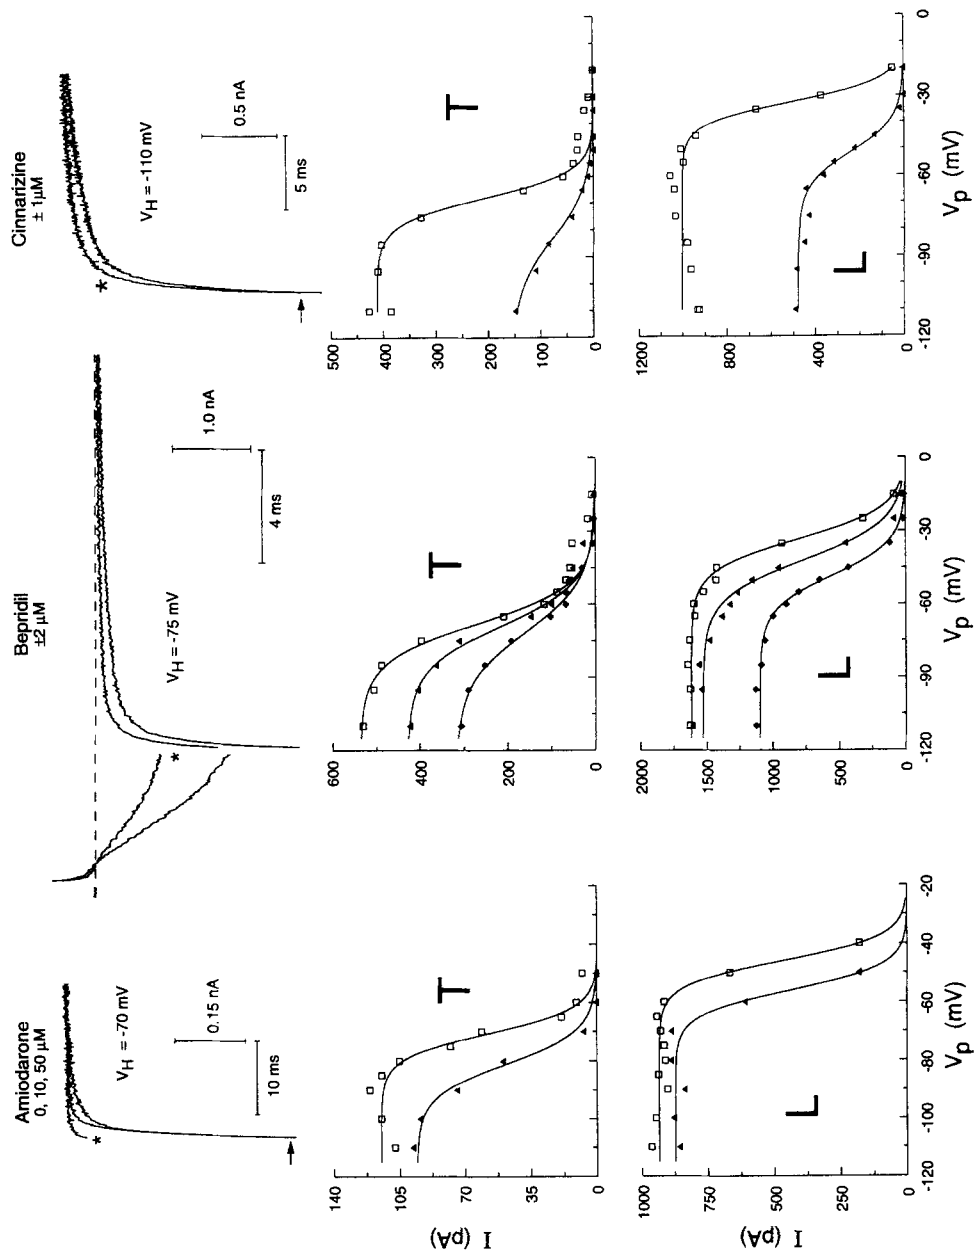 Amiodarone
0, 10, 50 μM
V_H = -70 mV
0.15 nA
10 ms
*
Bepridil
±2 μM
V_H = -75 mV
1.0 nA
4 ms
*
Cinnarizine
± 1μM
V_H = -110 mV
0.5 nA
5 ms
*
I (pA)
140
105
70
35
0
T
600
400
200
0
T
500
400
300
200
100
0
T
I (pA)
1000
750
500
250
0
L
-120 -100 -80 -60 -40 -20
V_p (mV)
2000
1500
1000
500
0
L
-120 -90 -60 -30 0
V_p (mV)
1200
800
400
0
L
-120 -90 -60 -30 0
V_p (mV)